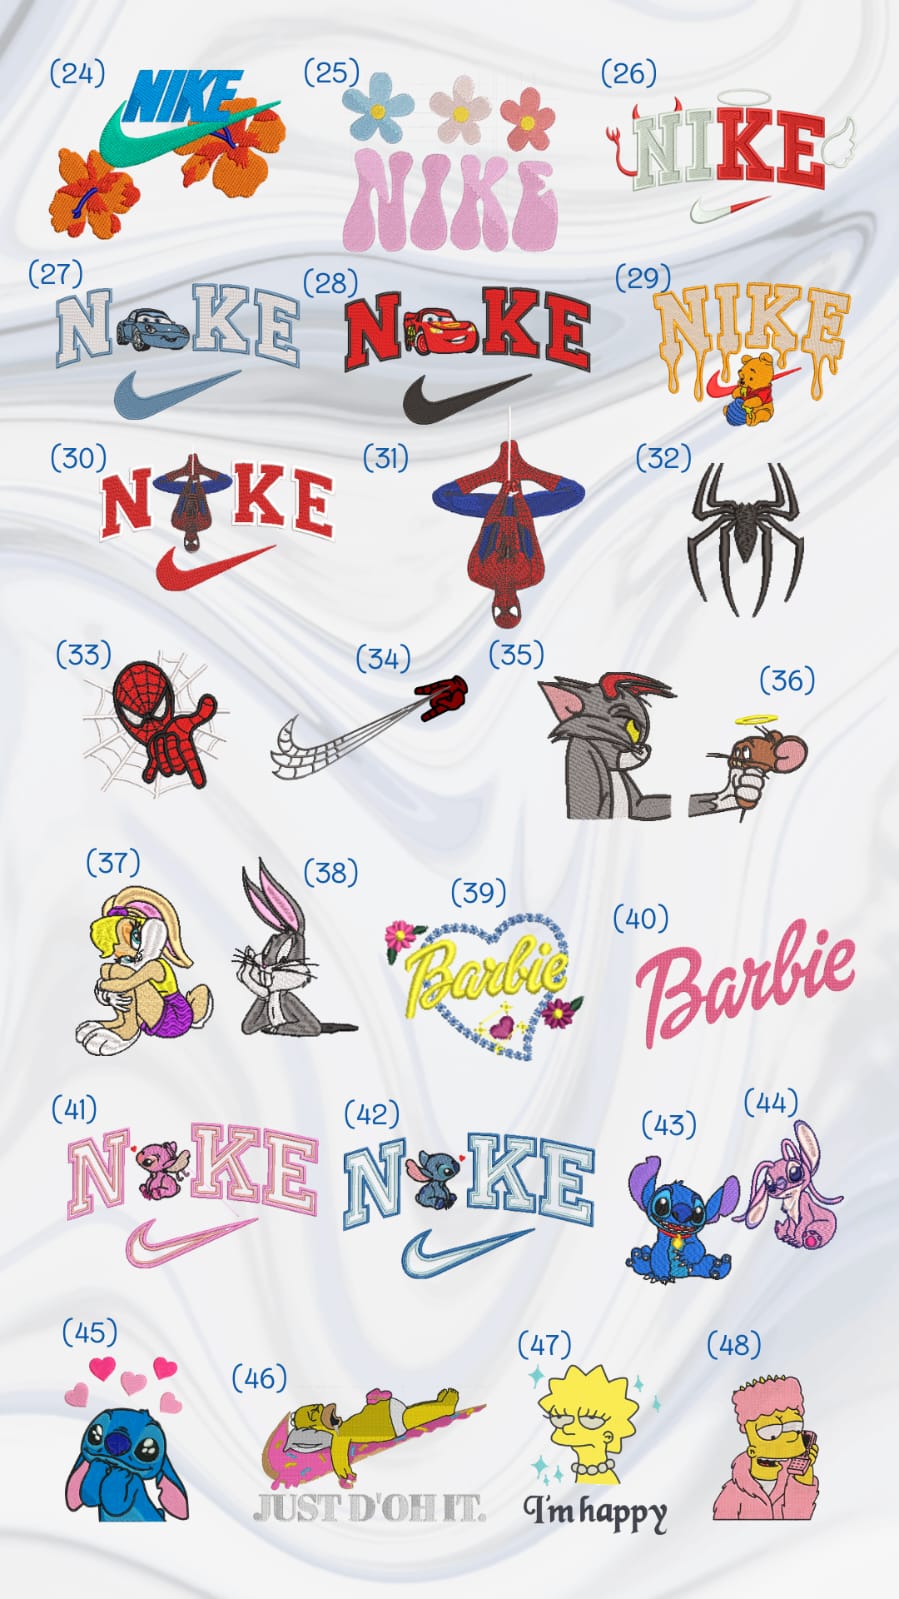 (24)
NIKE
(25)
NIKE
(26)
NIKE
(27)
N KE
(28)
N KE
(29)
NIKE
(30)
N KE
(31)
(32)
(33)
(34)
(35)
(36)
(37)
(38)
(39)
Barbie
(40)
Barbie
(41)
N KE
(42)
N KE
(43)
(44)
(45)
(46)
JUST D'OH IT.
(47)
I'm happy
(48)